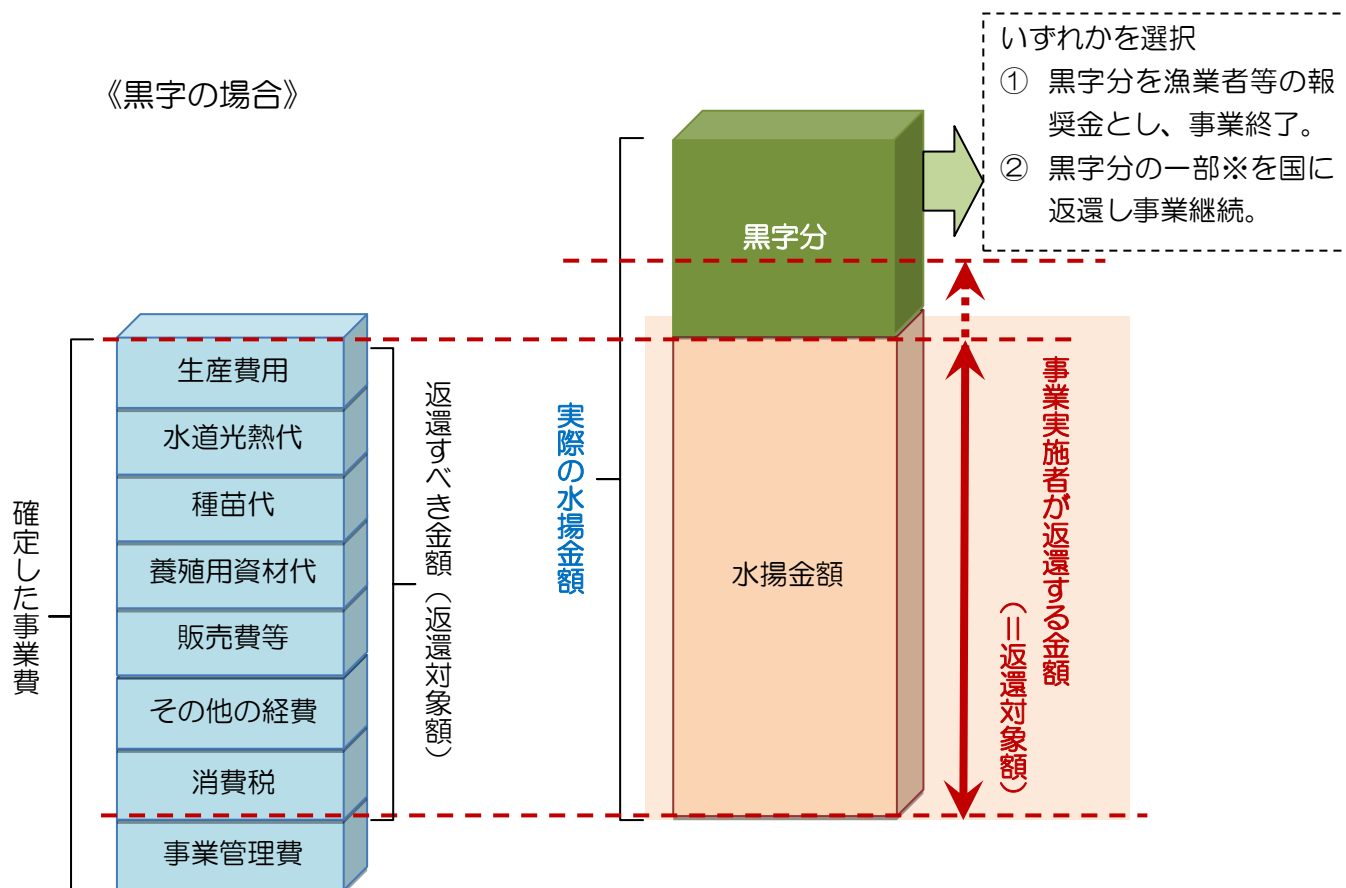 《黒字の場合》
いずれかを選択
① 黒字分を漁業者等の報
奨金とし、事業終了。
② 黒字分の一部※を国に
返還し事業継続。
黒字分
確定した事業費
生産費用
水道光熱代
種苗代
養殖用資材代
販売費等
その他の経費
消費税
事業管理費
返還すべき金額（返還対象額）
実際の水揚金額
水揚金額
事業実施者が返還する金額
（＝返還対象額）